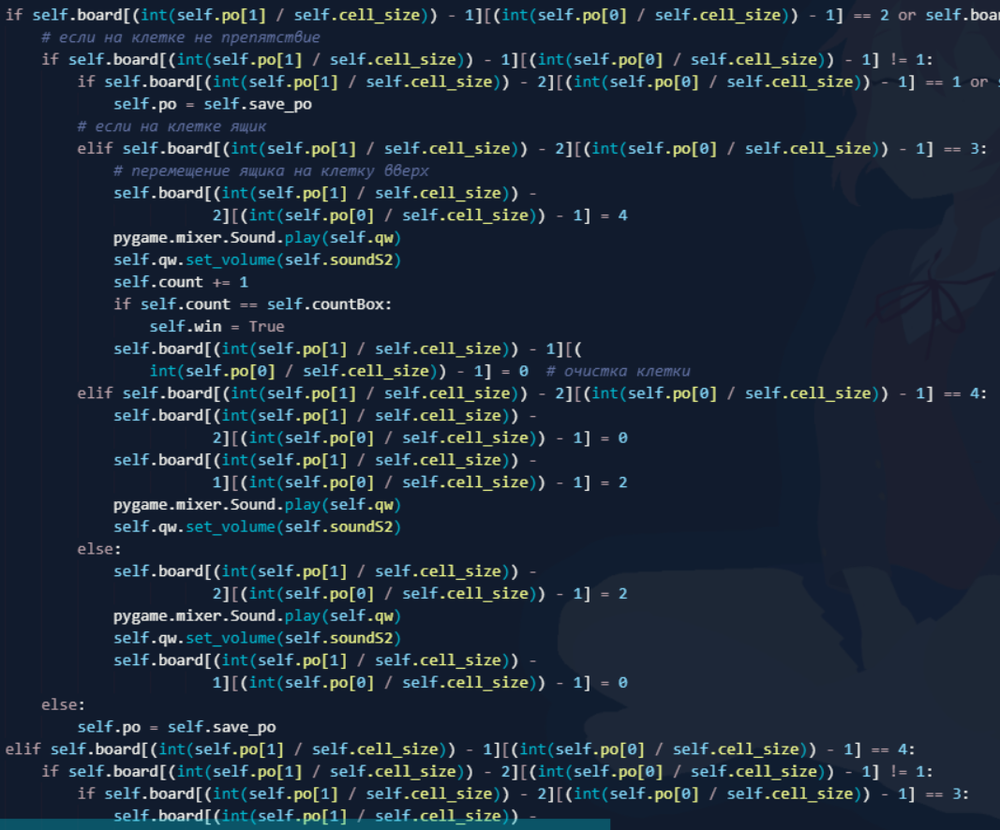 if self.board[(int(self.po[1] / self.cell_size)) - 1][(int(self.po[0] / self.cell_size)) - 1] == 2 or
# если на клетке не препятствие
if self.board[(int(self.po[1] / self.cell_size)) - 1][(int(self.po[0] / self.cell_size)) - 1] != 1:
if self.board[(int(self.po[1] / self.cell_size)) - 2][(int(self.po[0] / self.cell_size)) - 1] == 1 or
self.po = self.save_po
# если на клетке ящик
elif self.board[(int(self.po[1] / self.cell_size)) - 2][(int(self.po[0] / self.cell_size)) - 1] == 3:
# перемещение ящика на клетку вверх
self.board[(int(self.po[1] / self.cell_size)) -
2][(int(self.po[0] / self.cell_size)) - 1] = 4
pygame.mixer.Sound.play(self.qw)
self.qw.set_volume(self.soundS2)
self.count += 1
if self.count == self.countBox:
self.win = True
self.board[(int(self.po[1] / self.cell_size)) - 1][(
int(self.po[0] / self.cell_size)) - 1] = 0 # очистка клетки
elif self.board[(int(self.po[1] / self.cell_size)) - 2][(int(self.po[0] / self.cell_size)) - 1] == 4:
self.board[(int(self.po[1] / self.cell_size)) -
2][(int(self.po[0] / self.cell_size)) - 1] = 0
self.board[(int(self.po[1] / self.cell_size)) -
1][(int(self.po[0] / self.cell_size)) - 1] = 2
pygame.mixer.Sound.play(self.qw)
self.qw.set_volume(self.soundS2)
else:
self.board[(int(self.po[1] / self.cell_size)) -
2][(int(self.po[0] / self.cell_size)) - 1] = 2
pygame.mixer.Sound.play(self.qw)
self.qw.set_volume(self.soundS2)
self.board[(int(self.po[1] / self.cell_size)) -
1][(int(self.po[0] / self.cell_size)) - 1] = 0
else:
self.po = self.save_po
elif self.board[(int(self.po[1] / self.cell_size)) - 1][(int(self.po[0] / self.cell_size)) - 1] == 4:
if self.board[(int(self.po[1] / self.cell_size)) - 2][(int(self.po[0] / self.cell_size)) - 1] != 1:
if self.board[(int(self.po[1] / self.cell_size)) - 2][(int(self.po[0] / self.cell_size)) - 1] == 3:
self.board[(int(self.po[1] / self.cell_size)) -